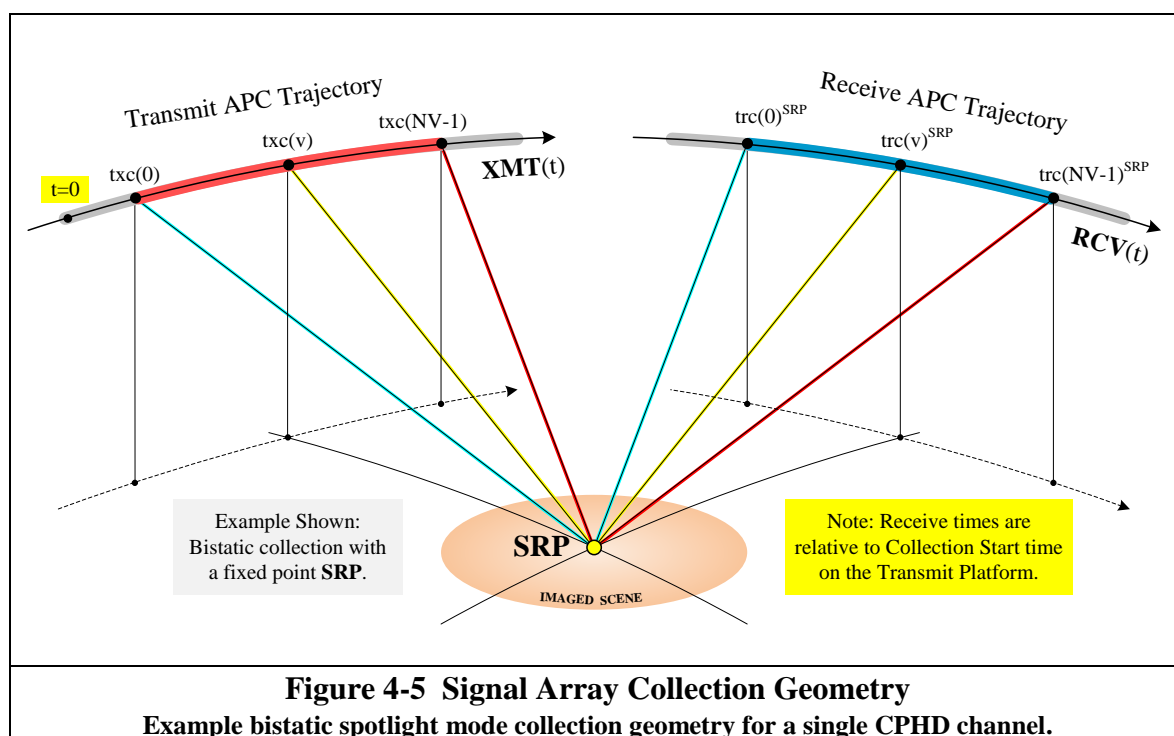 Transmit APC Trajectory
Receive APC Trajectory
t=0
txc(0)
txc(v)
txc(NV-1)
XMT(t)
trc(0)SRP
trc(v)SRP
trc(NV-1)SRP
RCV(t)
Example Shown:
Bistatic collection with
a fixed point SRP.
SRP
IMAGED SCENE
Note: Receive times are
relative to Collection Start time
on the Transmit Platform.
Figure 4-5 Signal Array Collection Geometry
Example bistatic spotlight mode collection geometry for a single CPHD channel.